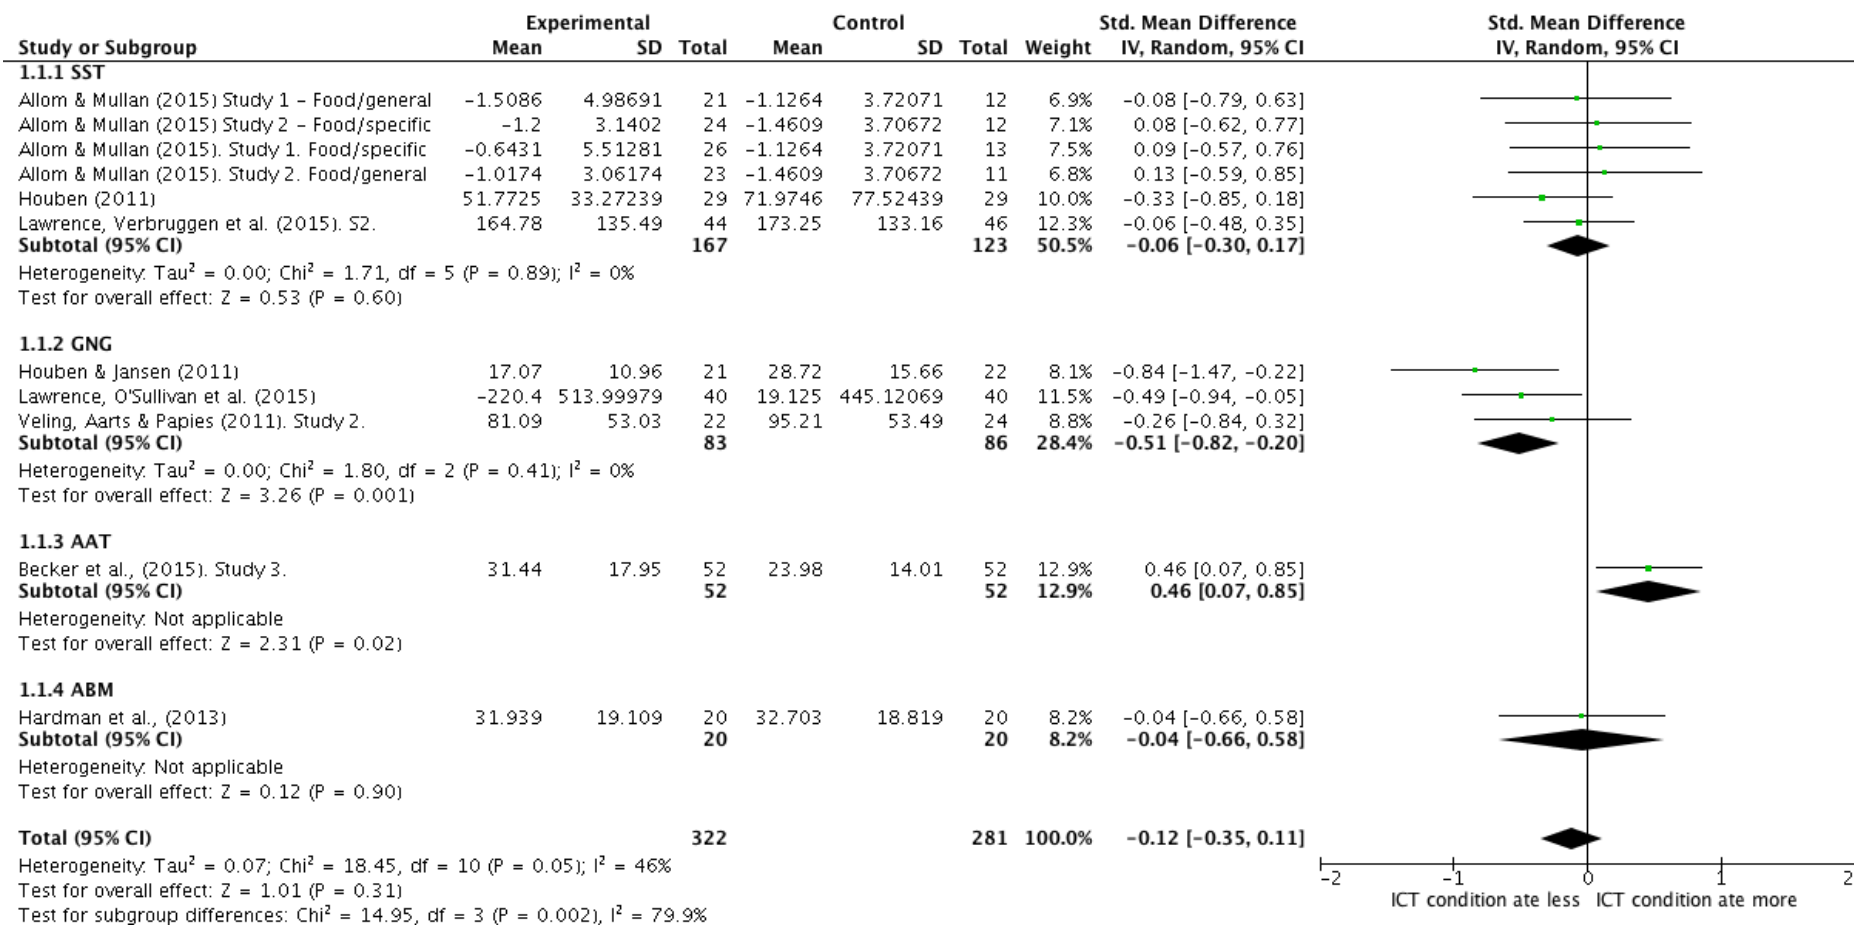 Experimental Control Std. Mean Difference Std. Mean Difference
Study or Subgroup Mean SD Total Mean SD Total Weight IV, Random, 95% CI IV, Random, 95% CI
1.1.1 SST
Allom & Mullan (2015) Study 1 – Food/general −1.5086 4.98691 21 −1.1264 3.72071 12 6.9% −0.08 [−0.79, 0.63]
Allom & Mullan (2015) Study 2 – Food/specific −1.2 3.1402 24 −1.4609 3.70672 12 7.1% 0.08 [−0.62, 0.77]
Allom & Mullan (2015). Study 1. Food/specific −0.6431 5.51281 26 −1.1264 3.72071 13 7.5% 0.09 [−0.57, 0.76]
Allom & Mullan (2015). Study 2. Food/general −1.0174 3.06174 23 −1.4609 3.70672 11 6.8% 0.13 [−0.59, 0.85]
Houben (2011) 51.7725 33.27239 29 71.9746 77.52439 29 10.0% −0.33 [−0.85, 0.18]
Lawrence, Verbruggen et al. (2015). S2. 164.78 135.49 44 173.25 133.16 46 12.3% −0.06 [−0.48, 0.35]
Subtotal (95% CI) 167 123 50.5% −0.06 [−0.30, 0.17]
Heterogeneity: Tau² = 0.00; Chi² = 1.71, df = 5 (P = 0.89); I² = 0%
Test for overall effect: Z = 0.53 (P = 0.60)
1.1.2 GNG
Houben & Jansen (2011) 17.07 10.96 21 28.72 15.66 22 8.1% −0.84 [−1.47, −0.22]
Lawrence, O'Sullivan et al. (2015) −220.4 513.99979 40 19.125 445.12069 40 11.5% −0.49 [−0.94, −0.05]
Veling, Aarts & Papies (2011). Study 2. 81.09 53.03 22 95.21 53.49 24 8.8% −0.26 [−0.84, 0.32]
Subtotal (95% CI) 83 86 28.4% −0.51 [−0.82, −0.20]
Heterogeneity: Tau² = 0.00; Chi² = 1.80, df = 2 (P = 0.41); I² = 0%
Test for overall effect: Z = 3.26 (P = 0.001)
1.1.3 AAT
Becker et al., (2015). Study 3. 31.44 17.95 52 23.98 14.01 52 12.9% 0.46 [0.07, 0.85]
Subtotal (95% CI) 52 52 12.9% 0.46 [0.07, 0.85]
Heterogeneity: Not applicable
Test for overall effect: Z = 2.31 (P = 0.02)
1.1.4 ABM
Hardman et al., (2013) 31.939 19.109 20 32.703 18.819 20 8.2% −0.04 [−0.66, 0.58]
Subtotal (95% CI) 20 20 8.2% −0.04 [−0.66, 0.58]
Heterogeneity: Not applicable
Test for overall effect: Z = 0.12 (P = 0.90)
Total (95% CI) 322 281 100.0% −0.12 [−0.35, 0.11]
Heterogeneity: Tau² = 0.07; Chi² = 18.45, df = 10 (P = 0.05); I² = 46%
Test for overall effect: Z = 1.01 (P = 0.31)
Test for subgroup differences: Chi² = 14.95, df = 3 (P = 0.002), I² = 79.9%
−2 −1 0 1 2
ICT condition ate less ICT condition ate more